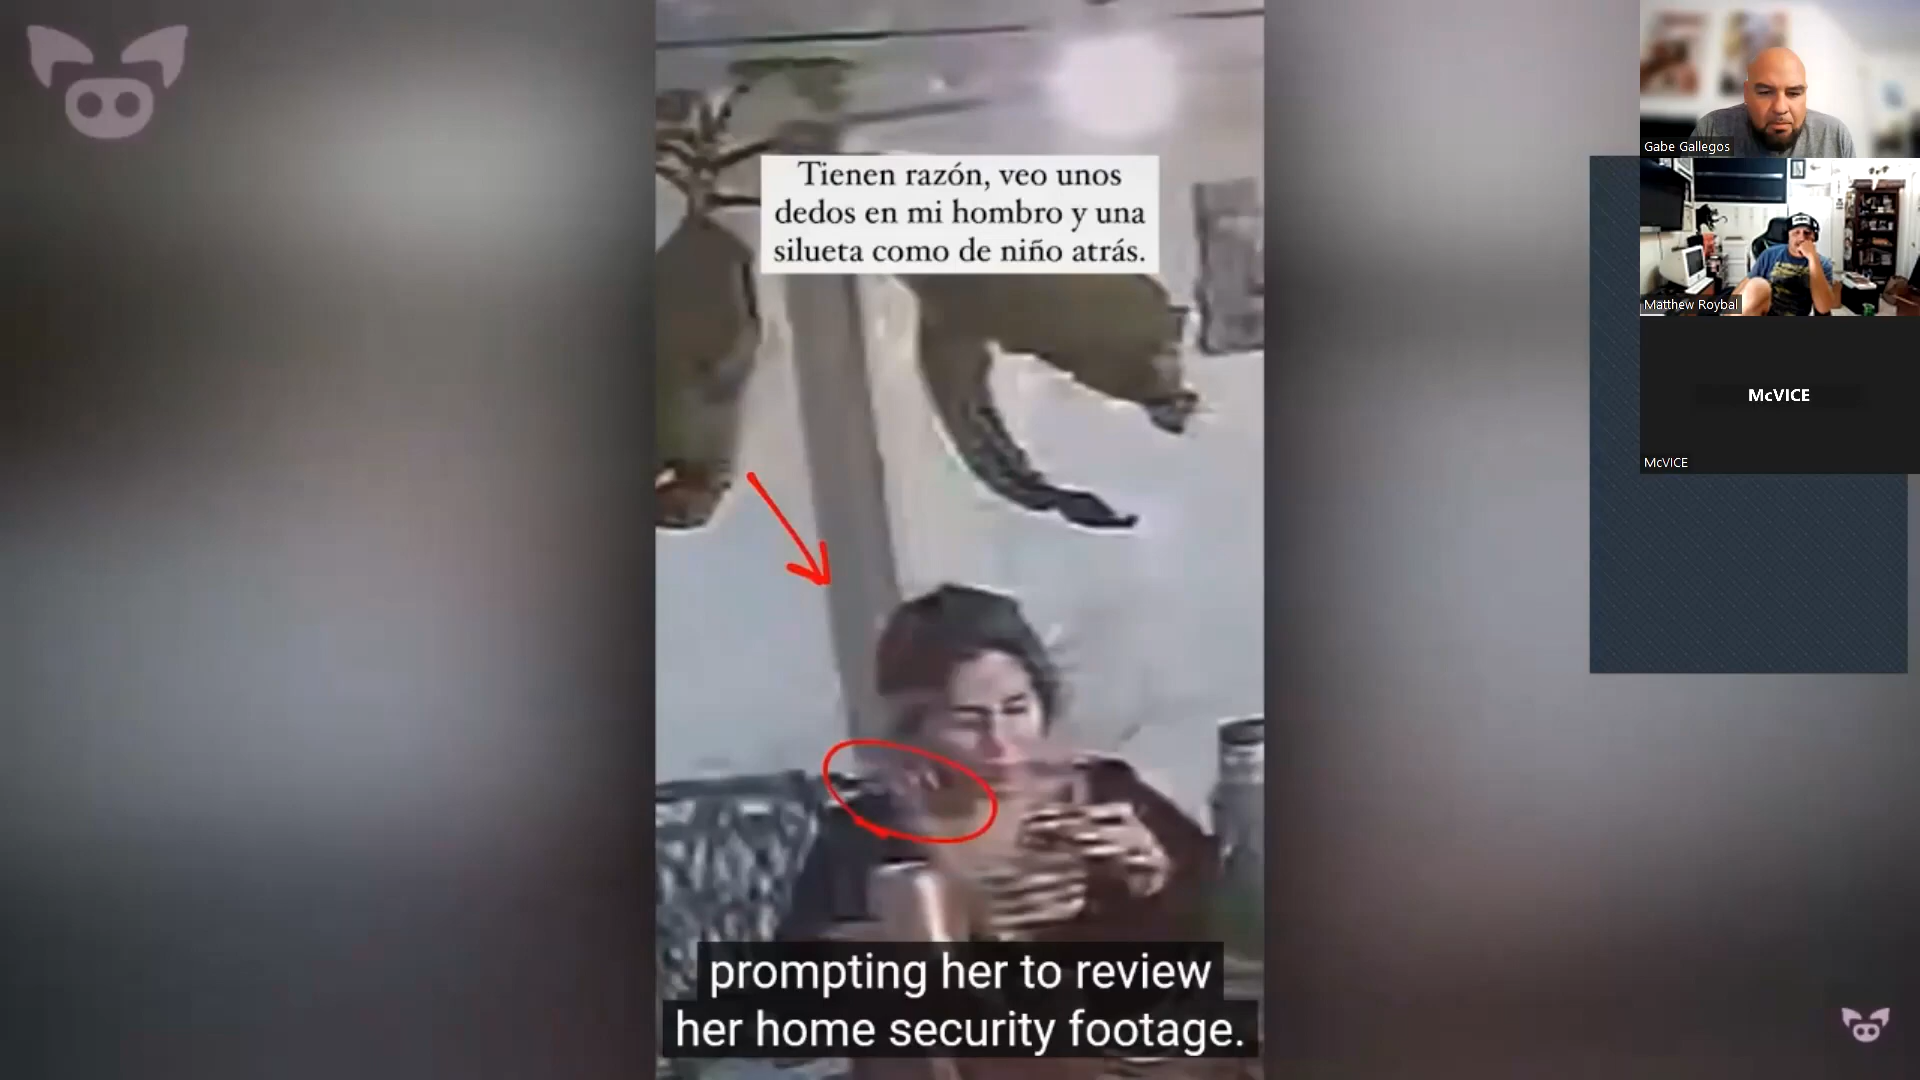 Tienen razón, veo unos
dedos en mi hombro y una
silueta como de niño atrás.
prompting her to review
her home security footage.
Gabe Gallegos
Matthew Roybal
McVICE
McVICE